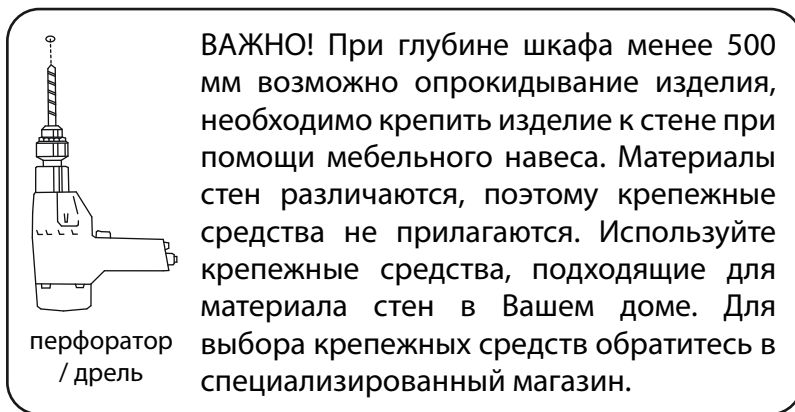 ВАЖНО! При глубине шкафа менее 500
мм возможно опрокидывание изделия,
необходимо крепить изделие к стене при
помощи мебельного навеса. Материалы
стен различаются, поэтому крепежные
средства не прилагаются. Используйте
крепежные средства, подходящие для
материала стен в Вашем доме. Для
выбора крепежных средств обратитесь в
специализированный магазин.
перфоратор
/ дрель